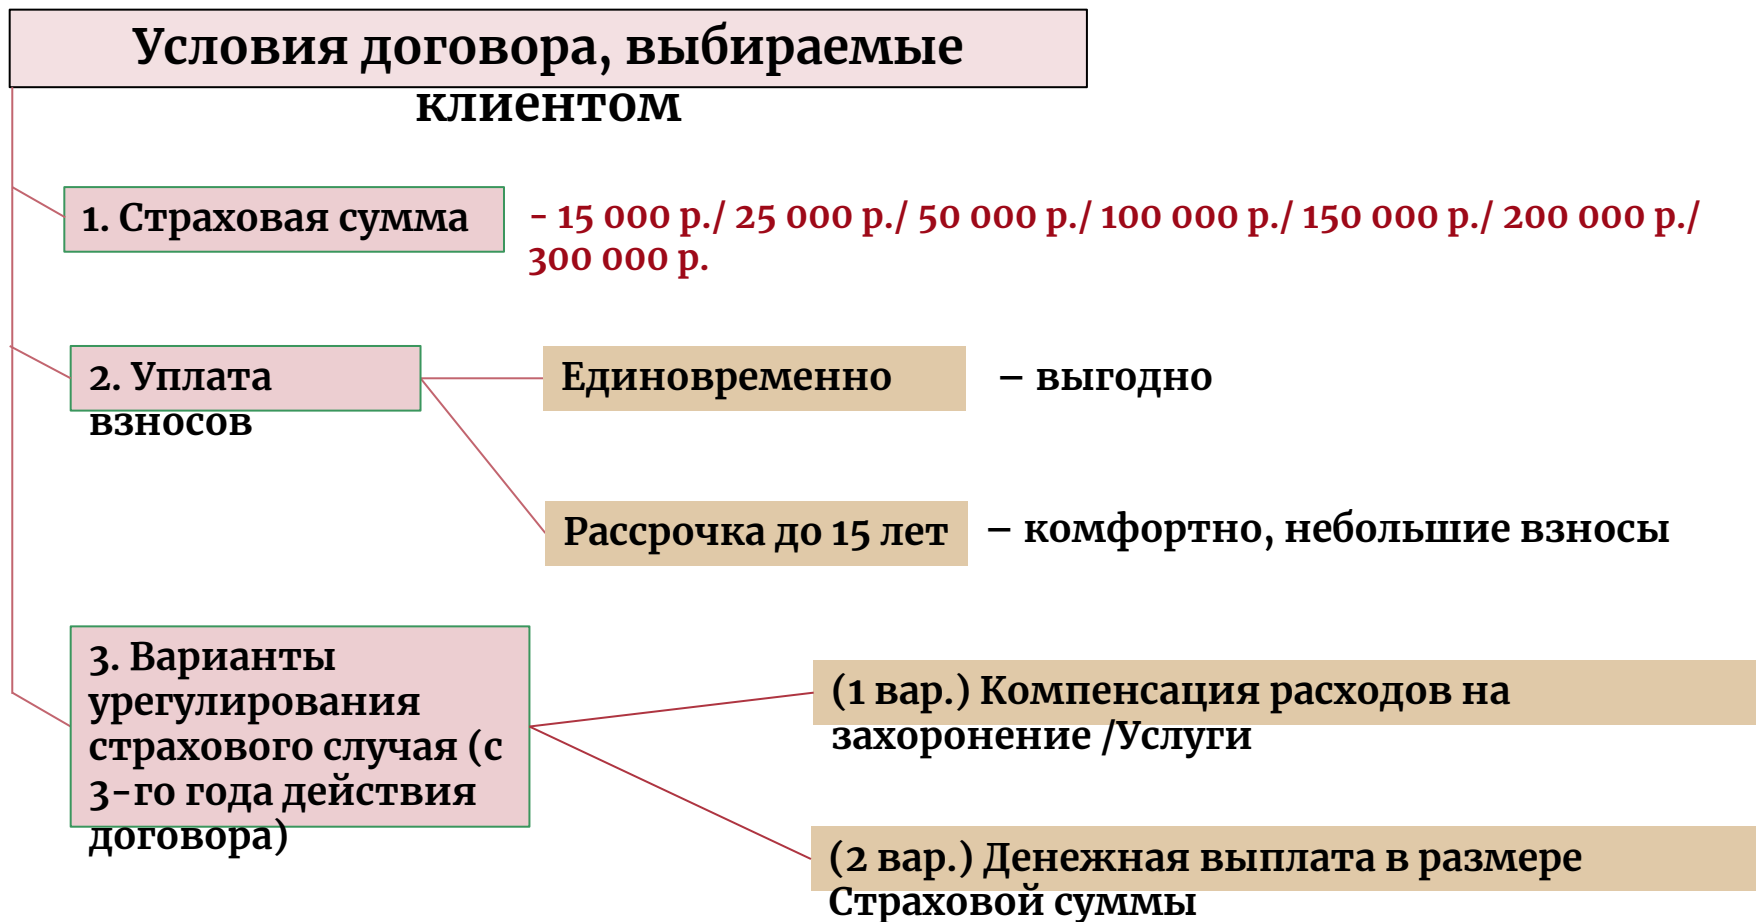 Условия договора, выбираемые
клиентом
1. Страховая сумма
- 15 000 р./ 25 000 р./ 50 000 р./ 100 000 р./ 150 000 р./ 200 000 р./
300 000 р.
2. Уплата
взносов
Единовременно
– выгодно
Рассрочка до 15 лет
– комфортно, небольшие взносы
3. Варианты
урегулирования
страхового случая (с
3-го года действия
договора)
(1 вар.) Компенсация расходов на
захоронение /Услуги
(2 вар.) Денежная выплата в размере
Страховой суммы